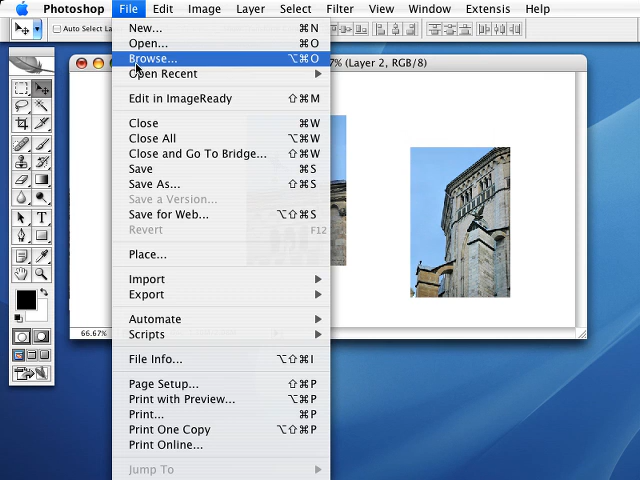 Photoshop File Edit Image Layer Select Filter View Window Extensis Help
Auto Select La
7% (Layer 2, RGB/8)
New... ⌘N
Open... ⌘O
Browse... ⌥⌘O
Open Recent
Edit in ImageReady ⇧⌘M
Close ⌘W
Close All ⌥⌘W
Close and Go To Bridge... ⇧⌘W
Save ⌘S
Save As... ⇧⌘S
Save a Version...
Save for Web... ⌥⇧⌘S
Revert F12
Place...
Import
Export
Automate
Scripts
66.67%
File Info... ⌥⇧⌘I
Page Setup... ⇧⌘P
Print with Preview... ⌥⌘P
Print... ⌘P
Print One Copy ⌥⇧⌘P
Print Online...
Jump To